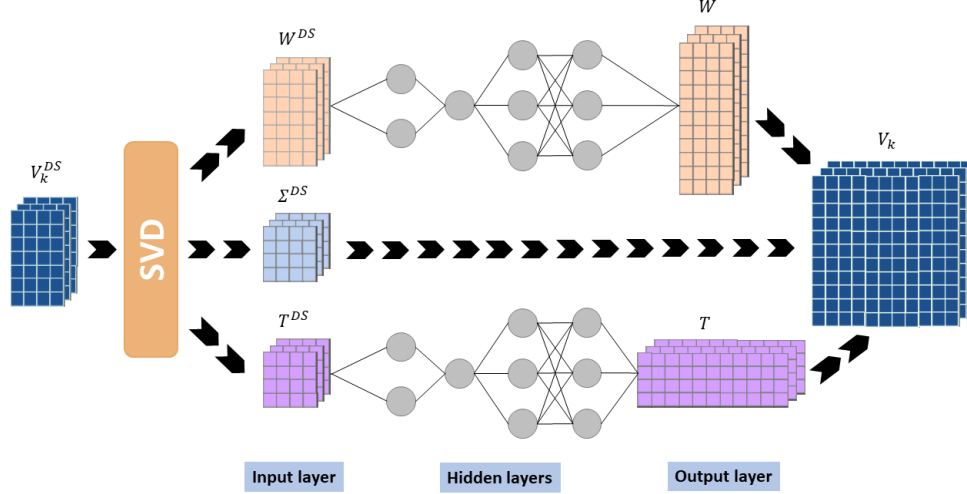 W^{DS}
W
V_k^{DS}
V_k
SVD
Σ^{DS}
T^{DS}
T
Input layer
Hidden layers
Output layer